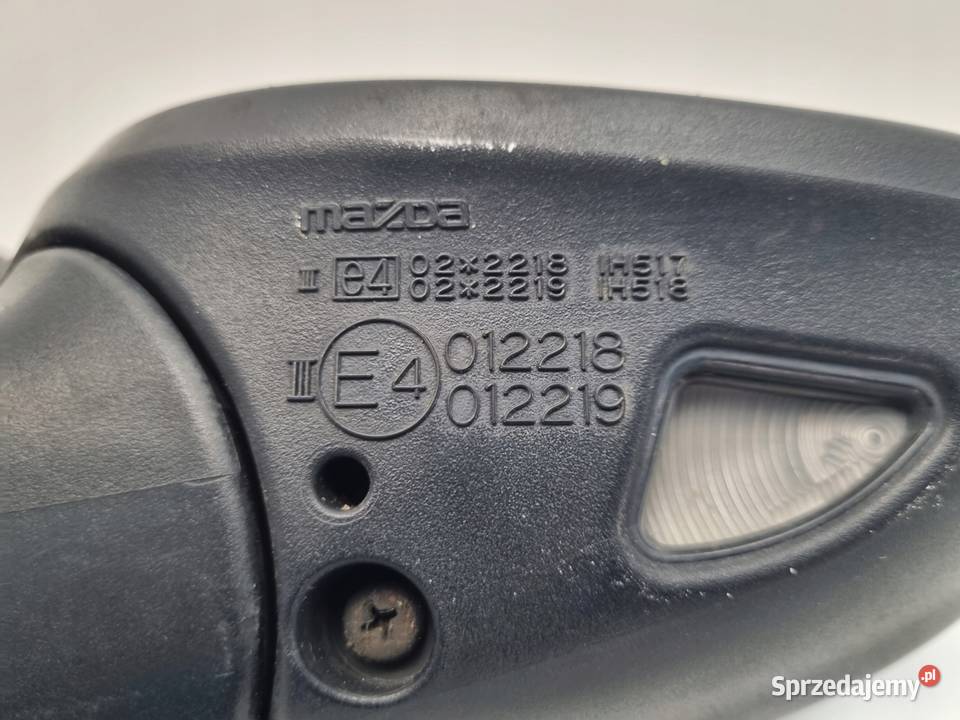 mazda
III e4 02*2218 IH517
02*2219 IH518
III E4 012218
012219
Sprzedajemy.pl